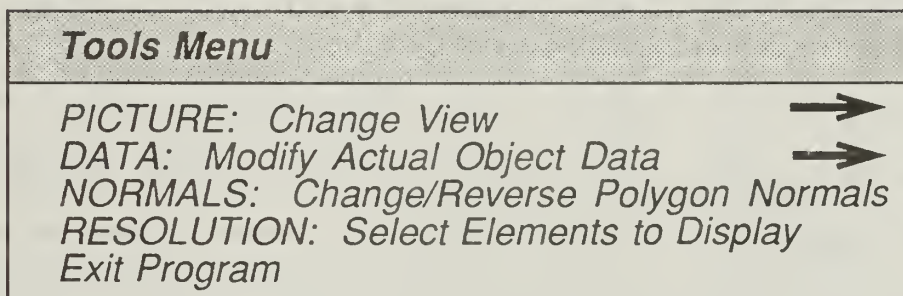 Tools Menu
PICTURE: Change View
DATA: Modify Actual Object Data
NORMALS: Change/Reverse Polygon Normals
RESOLUTION: Select Elements to Display
Exit Program